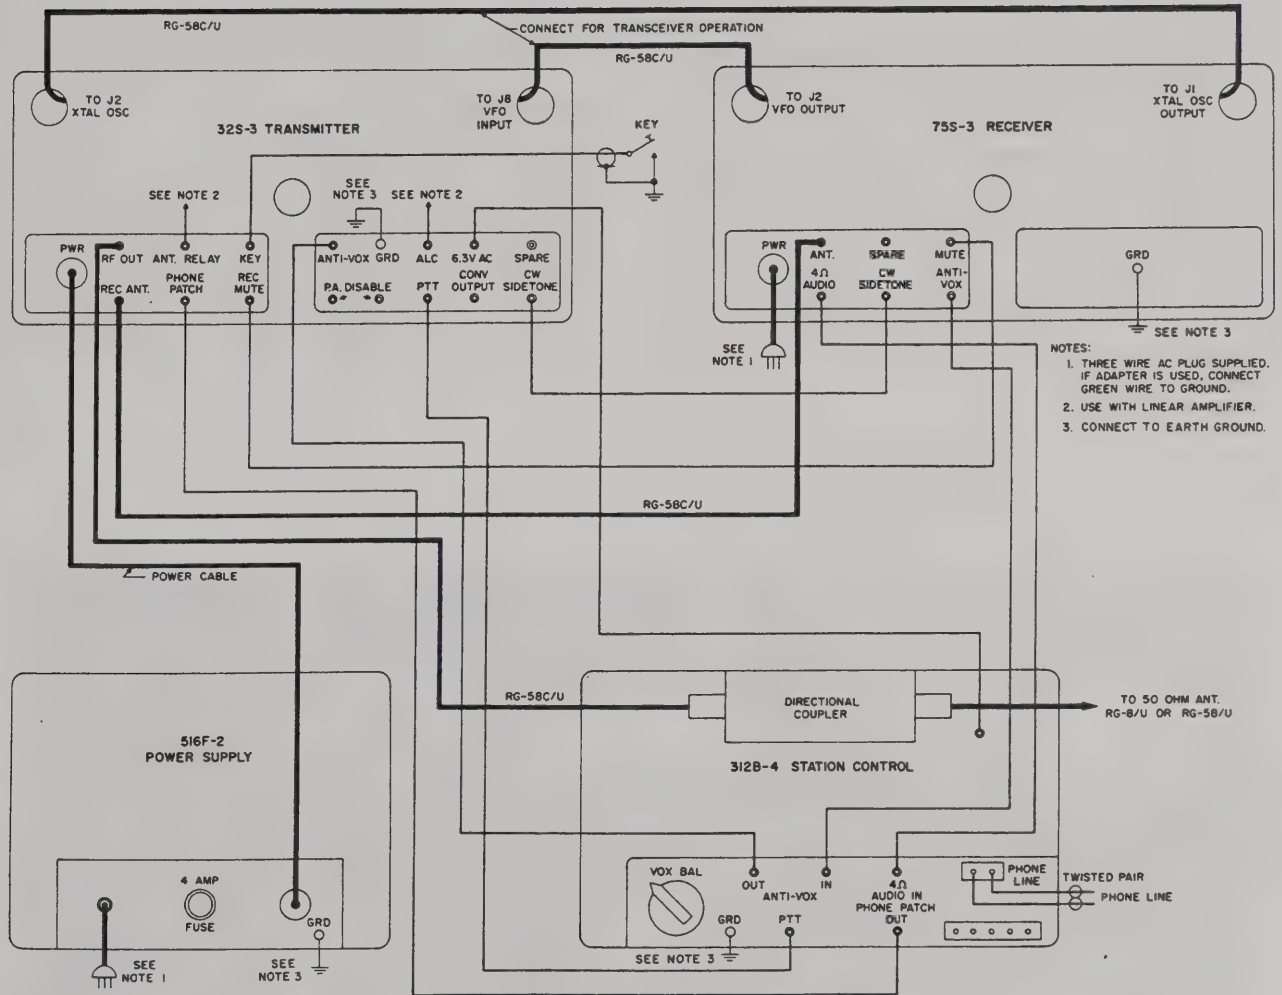 RG-58C/U
CONNECT FOR TRANSCEIVER OPERATION
RG-58C/U
TO J2
XTAL OSC
32S-3 TRANSMITTER
TO J8
VFO
INPUT
KEY
TO J2
VFO OUTPUT
75S-3 RECEIVER
TO J1
XTAL OSC
OUTPUT
SEE NOTE 2
SEE
NOTE 3
SEE NOTE 2
PWR
RF OUT
ANT. RELAY
KEY
REC ANT.
PHONE
PATCH
REC
MUTE
ANTI-VOX
GRD
ALC
6.3V AC
SPARE
P.A. DISABLE
PTT
CONV
OUTPUT
CW
SIDETONE
PWR
ANT.
SPARE
MUTE
4Ω
AUDIO
CW
SIDETONE
ANTI-
VOX
GRD
SEE NOTE 3
SEE
NOTE 1
NOTES:
1. THREE WIRE AC PLUG SUPPLIED.
IF ADAPTER IS USED, CONNECT
GREEN WIRE TO GROUND.
2. USE WITH LINEAR AMPLIFIER.
3. CONNECT TO EARTH GROUND.
RG-58C/U
POWER CABLE
516F-2
POWER SUPPLY
4 AMP
FUSE
GRD
SEE
NOTE 1
SEE
NOTE 3
RG-58C/U
DIRECTIONAL
COUPLER
TO 50 OHM ANT.
RG-8/U OR RG-58/U
312B-4 STATION CONTROL
VOX BAL
OUT
IN
ANTI-VOX
4Ω
AUDIO IN
PHONE PATCH
OUT
GRD
PTT
SEE NOTE 3
PHONE
LINE
TWISTED PAIR
PHONE LINE